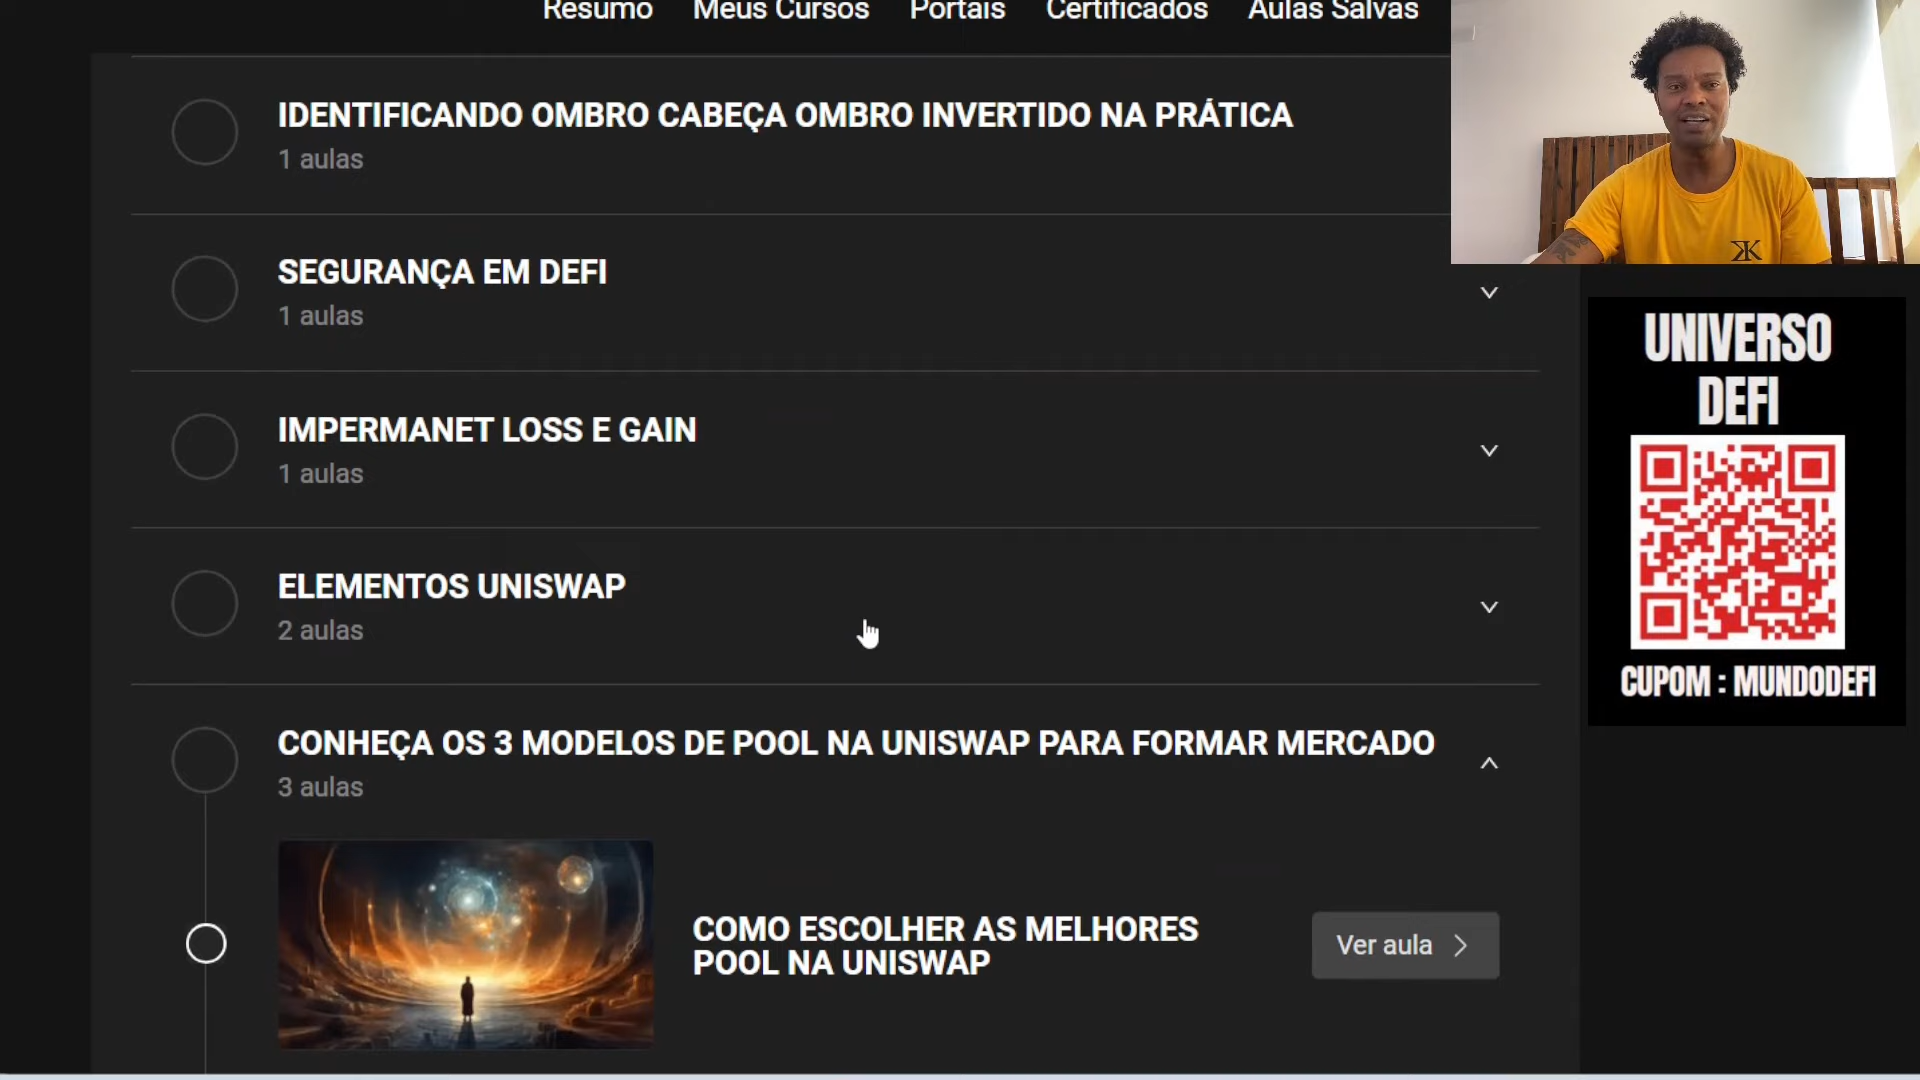 Resumo Meus Cursos Portais Certificados Aulas Salvas
IDENTIFICANDO OMBRO CABEÇA OMBRO INVERTIDO NA PRÁTICA
1 aulas
SEGURANÇA EM DEFI
1 aulas
IMPERMANET LOSS E GAIN
1 aulas
ELEMENTOS UNISWAP
2 aulas
CONHEÇA OS 3 MODELOS DE POOL NA UNISWAP PARA FORMAR MERCADO
3 aulas
COMO ESCOLHER AS MELHORES
POOL NA UNISWAP
Ver aula
UNIVERSO
DEFI
CUPOM : MUNDODEFI